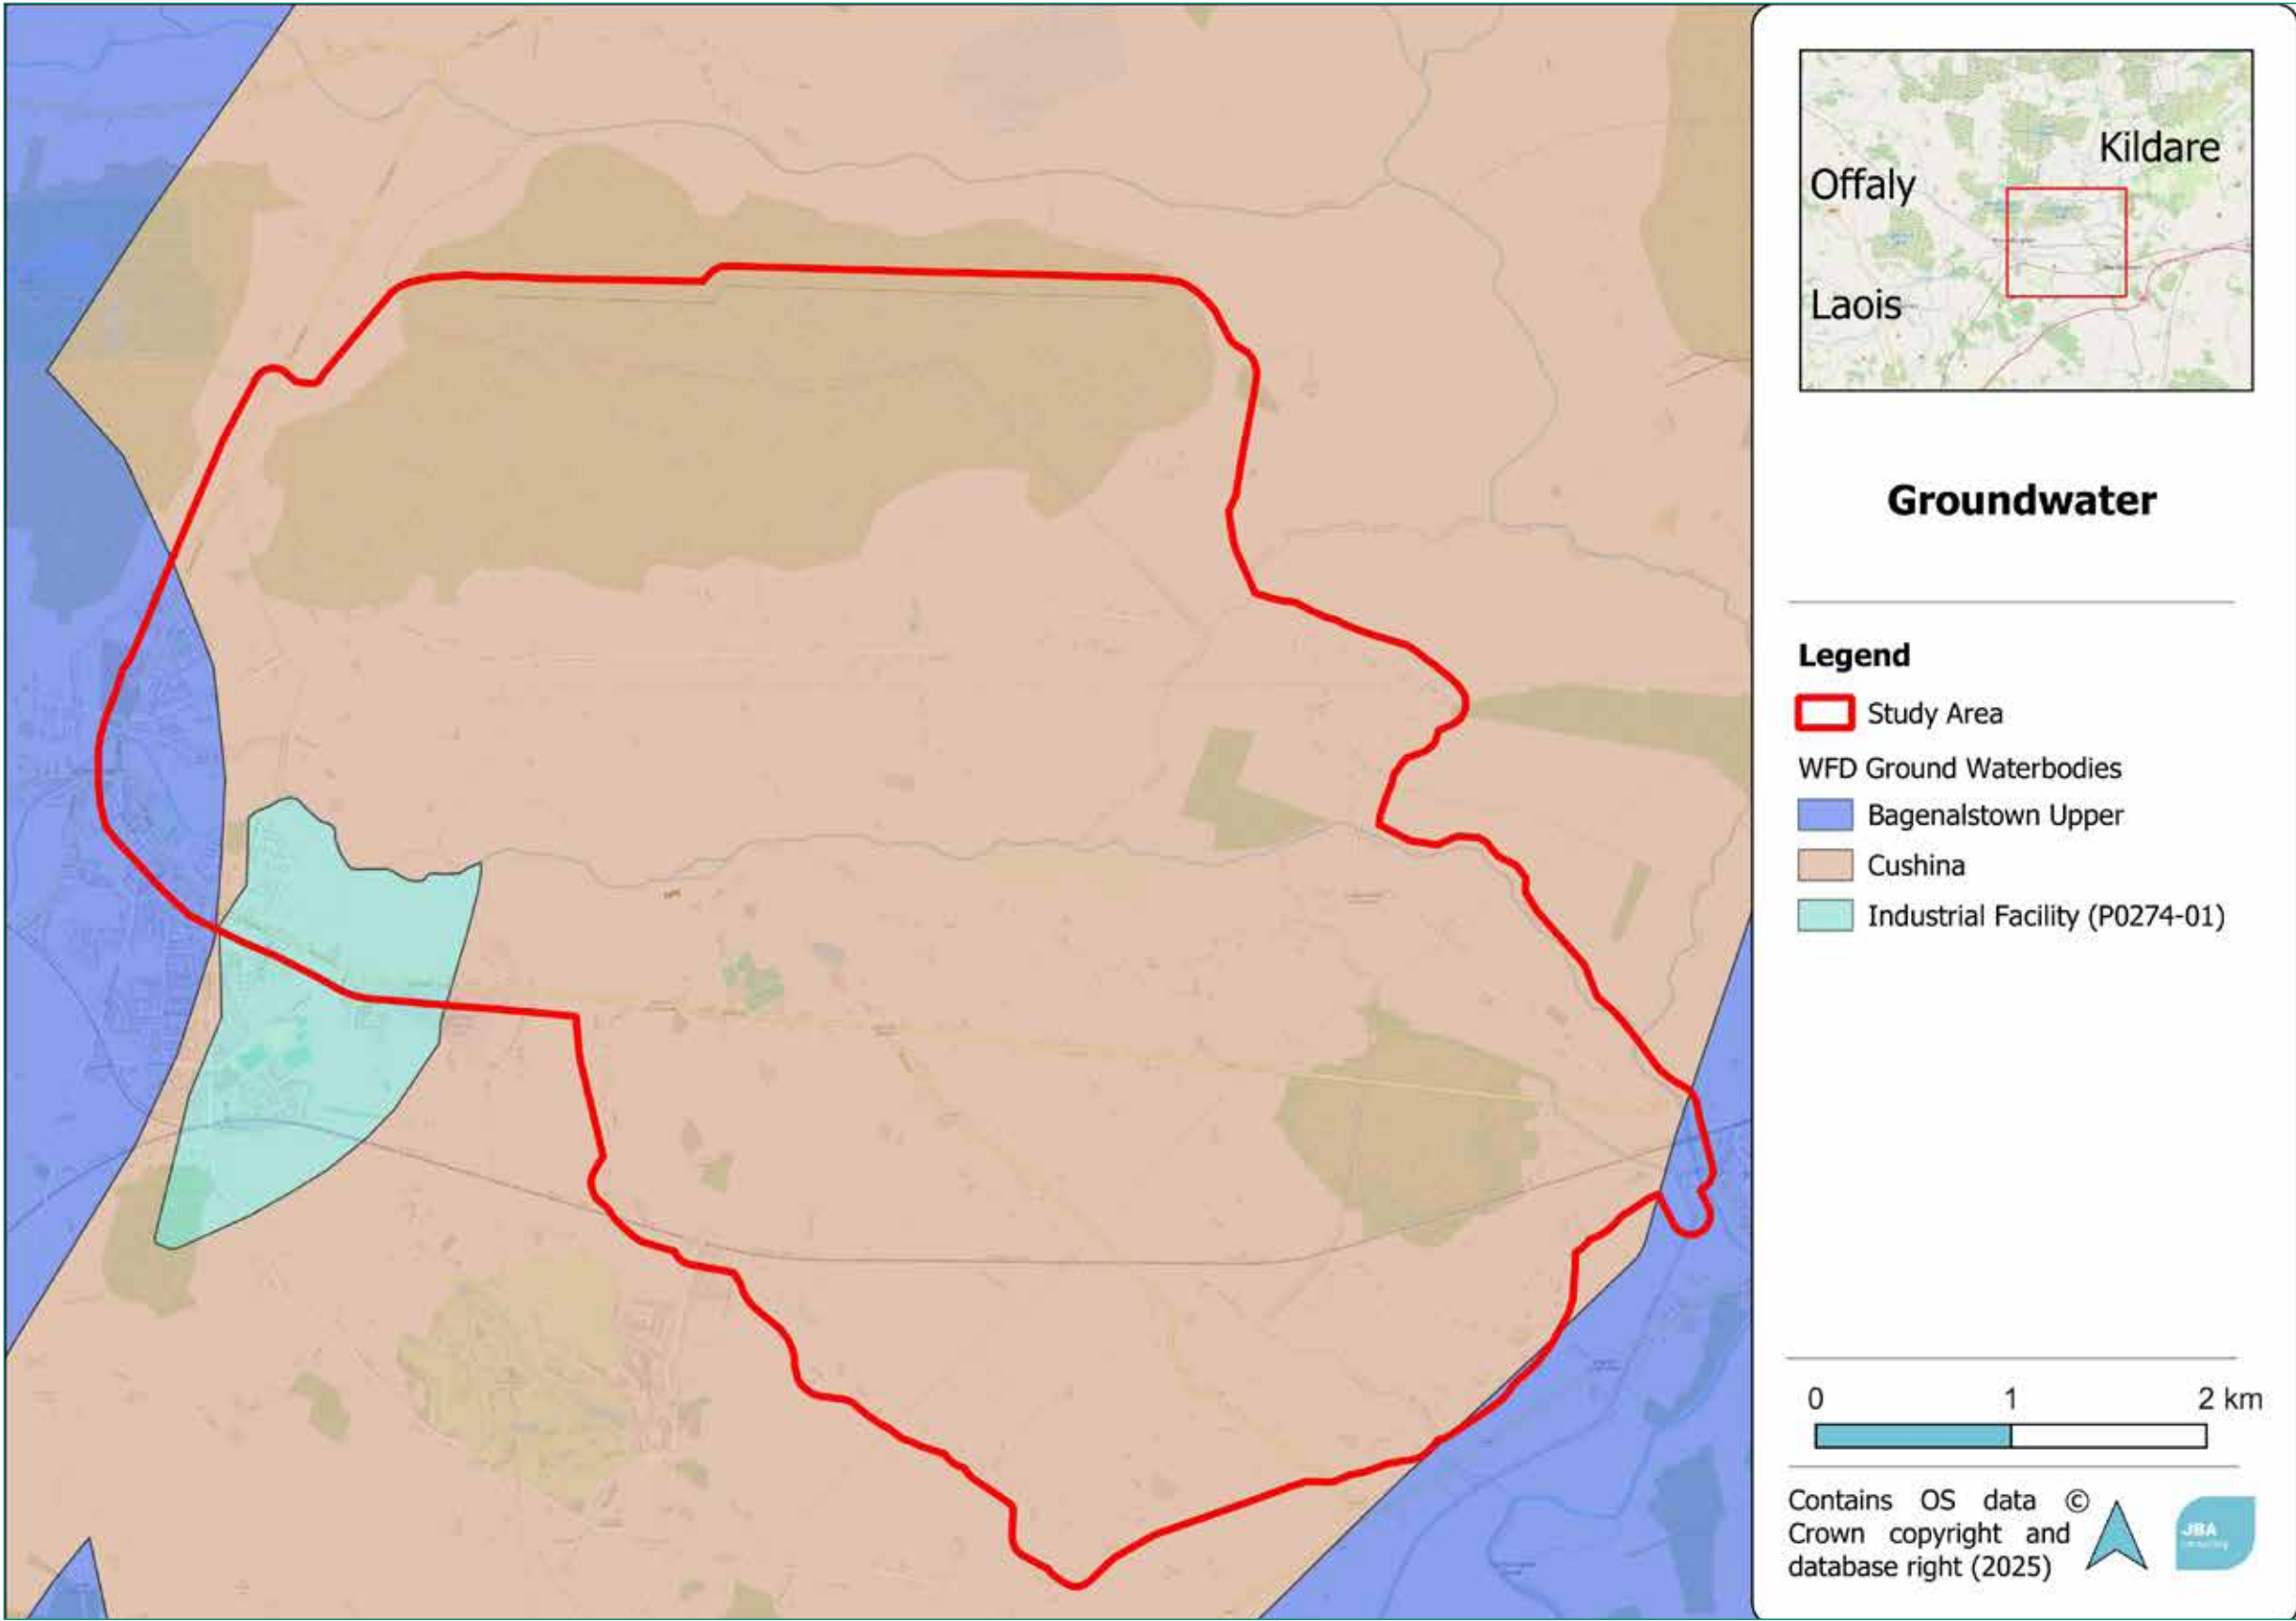 Kildare
Offaly
Laois
Groundwater
Legend
Study Area
WFD Ground Waterbodies
Bagenalstown Upper
Cushina
Industrial Facility (P0274-01)
0 1 2 km
Contains OS data ©
Crown copyright and
database right (2025)
JBA
consulting